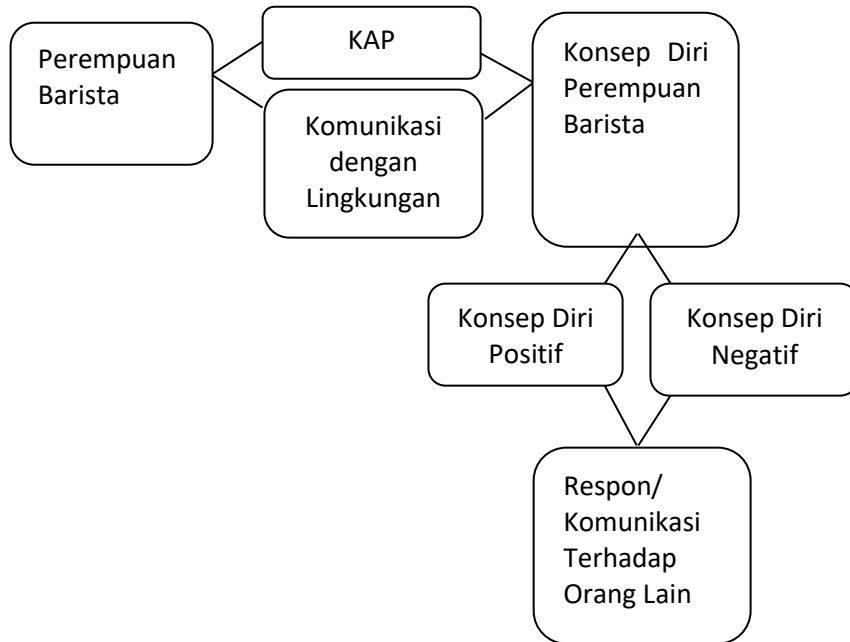 Perempuan
Barista
KAP
Komunikasi
dengan
Lingkungan
Konsep Diri
Perempuan
Barista
Konsep Diri
Positif
Konsep Diri
Negatif
Respon/
Komunikasi
Terhadap
Orang Lain